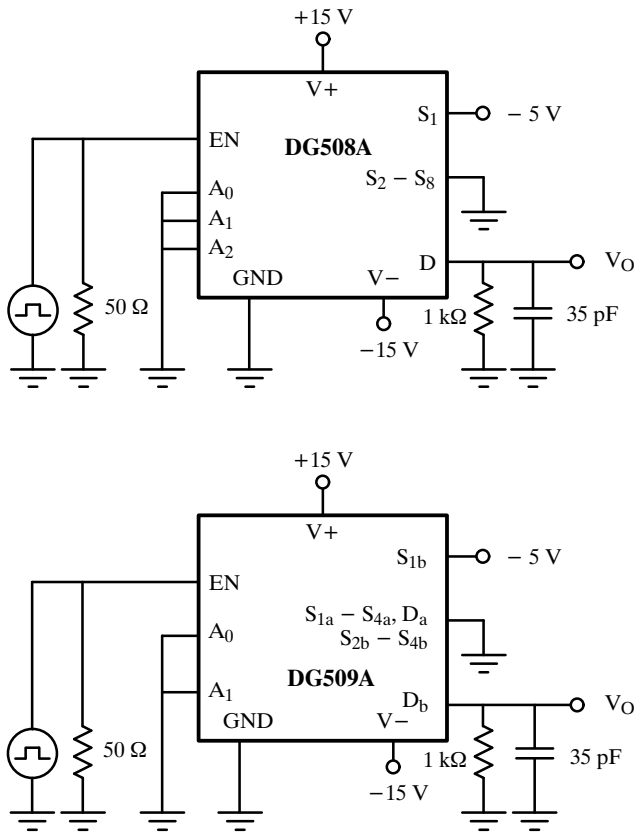 +15 V
V+
S1
− 5 V
EN
DG508A
S2 − S8
A0
A1
A2
D
VO
GND
V−
50 Ω
1 kΩ
35 pF
−15 V
+15 V
V+
S1b
− 5 V
EN
S1a − S4a, Da
S2b − S4b
A0
DG509A
A1
Db
VO
GND
V−
50 Ω
1 kΩ
35 pF
−15 V